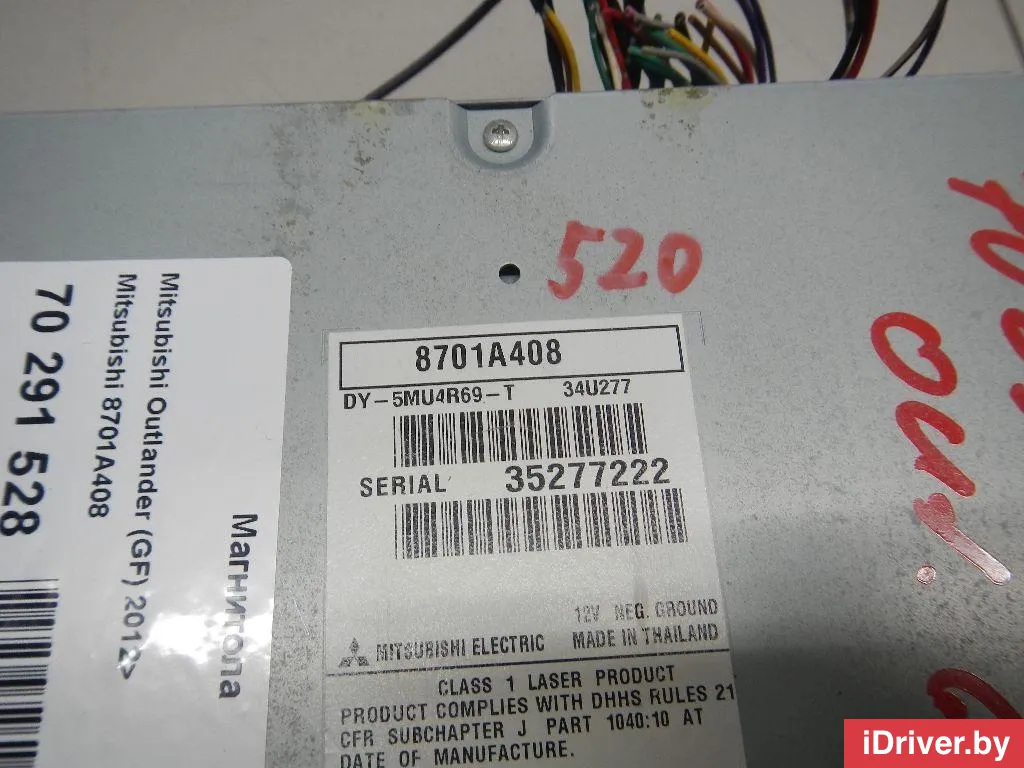 520
8701A408
DY-5MU4R69-T 34U277
SERIAL 35277222
12V NEG. GROUND
MITSUBISHI ELECTRIC MADE IN THAILAND
CLASS 1 LASER PRODUCT
PRODUCT COMPLIES WITH DHHS RULES 21
CFR SUBCHAPTER J PART 1040:10 AT
DATE OF MANUFACTURE.
Магнитола
Mitsubishi Outlander (GF) 2012>
Mitsubishi 8701A408
70 291 528
iDriver.by